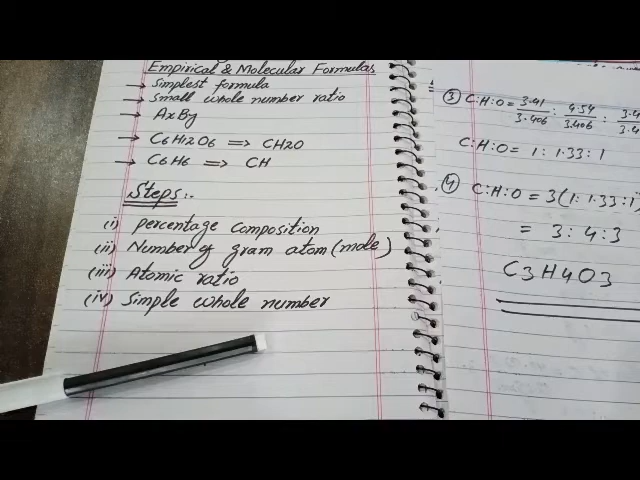 Empirical & Molecular Formulas
→ Simplest formula
→ Small whole number ratio
→ AxBy
→ C6H12O6 ⟹ CH2O
→ C6H6 ⟹ CH
Steps:-
(i) percentage composition
(ii) Number of gram atom (mole)
(iii) Atomic ratio
(iv) Simple whole number
③ C:H:O = 3.41/3.406 : 4.54/3.406 :
C:H:O = 1 : 1.33 : 1
④ C:H:O = 3(1 : 1.33 : 1)
= 3 : 4 : 3
C3H4O3